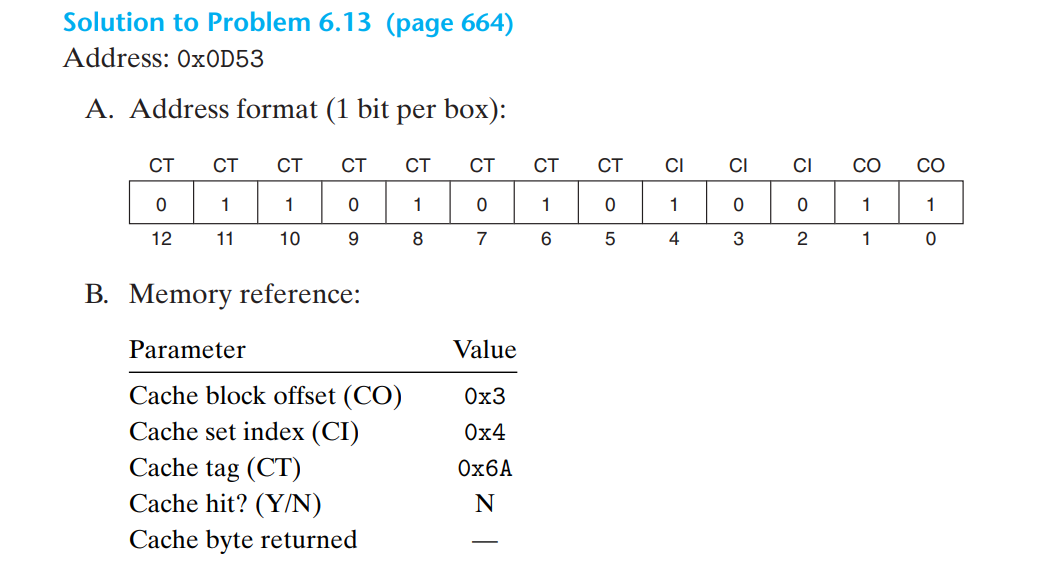 Solution to Problem 6.13 (page 664)
Address: 0x0D53
A. Address format (1 bit per box):
CT CT CT CT CT CT CT CT CI CI CI CO CO
0 1 1 0 1 0 1 0 1 0 0 1 1
12 11 10 9 8 7 6 5 4 3 2 1 0
B. Memory reference:
Parameter Value
Cache block offset (CO) 0x3
Cache set index (CI) 0x4
Cache tag (CT) 0x6A
Cache hit? (Y/N) N
Cache byte returned —